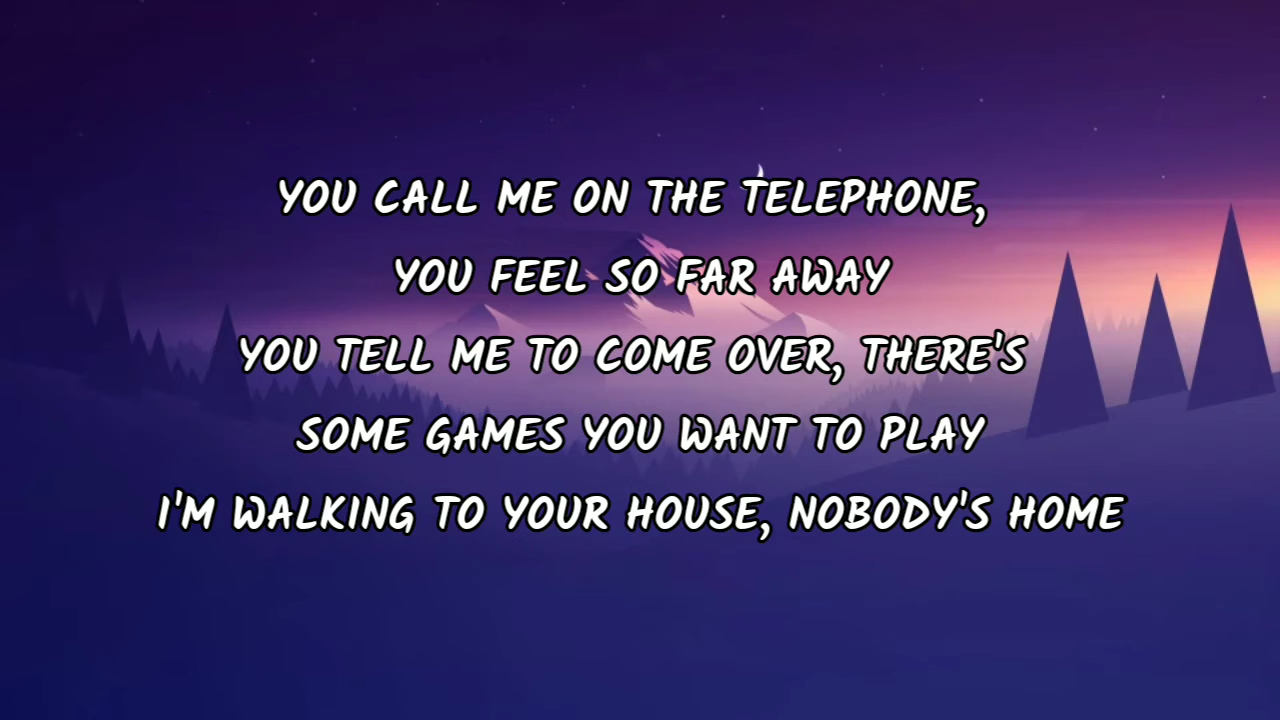 YOU CALL ME ON THE TELEPHONE,
YOU FEEL SO FAR AWAY
YOU TELL ME TO COME OVER, THERE'S
SOME GAMES YOU WANT TO PLAY
I'M WALKING TO YOUR HOUSE, NOBODY'S HOME